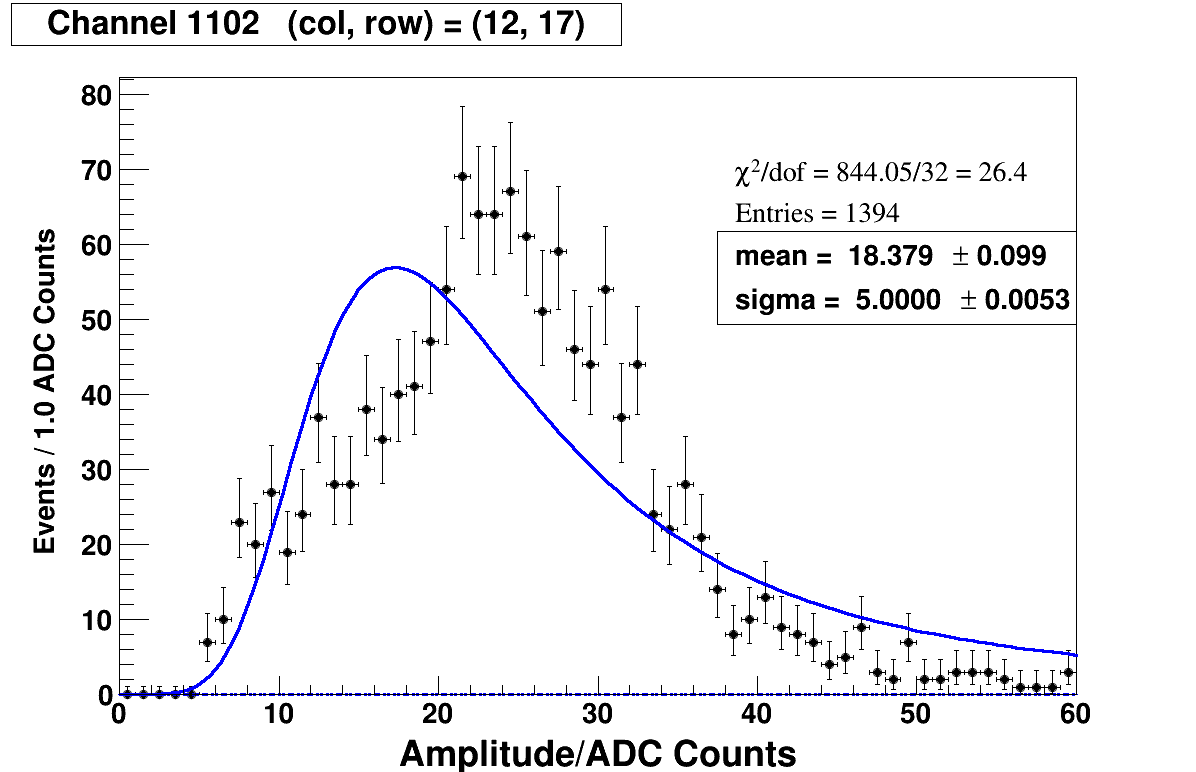 Channel 1102 (col, row) = (12, 17)
Events / 1.0 ADC Counts
80
70
60
50
40
30
20
10
0
χ²/dof = 844.05/32 = 26.4
Entries = 1394
mean = 18.379 ± 0.099
sigma = 5.0000 ± 0.0053
0 10 20 30 40 50 60
Amplitude/ADC Counts